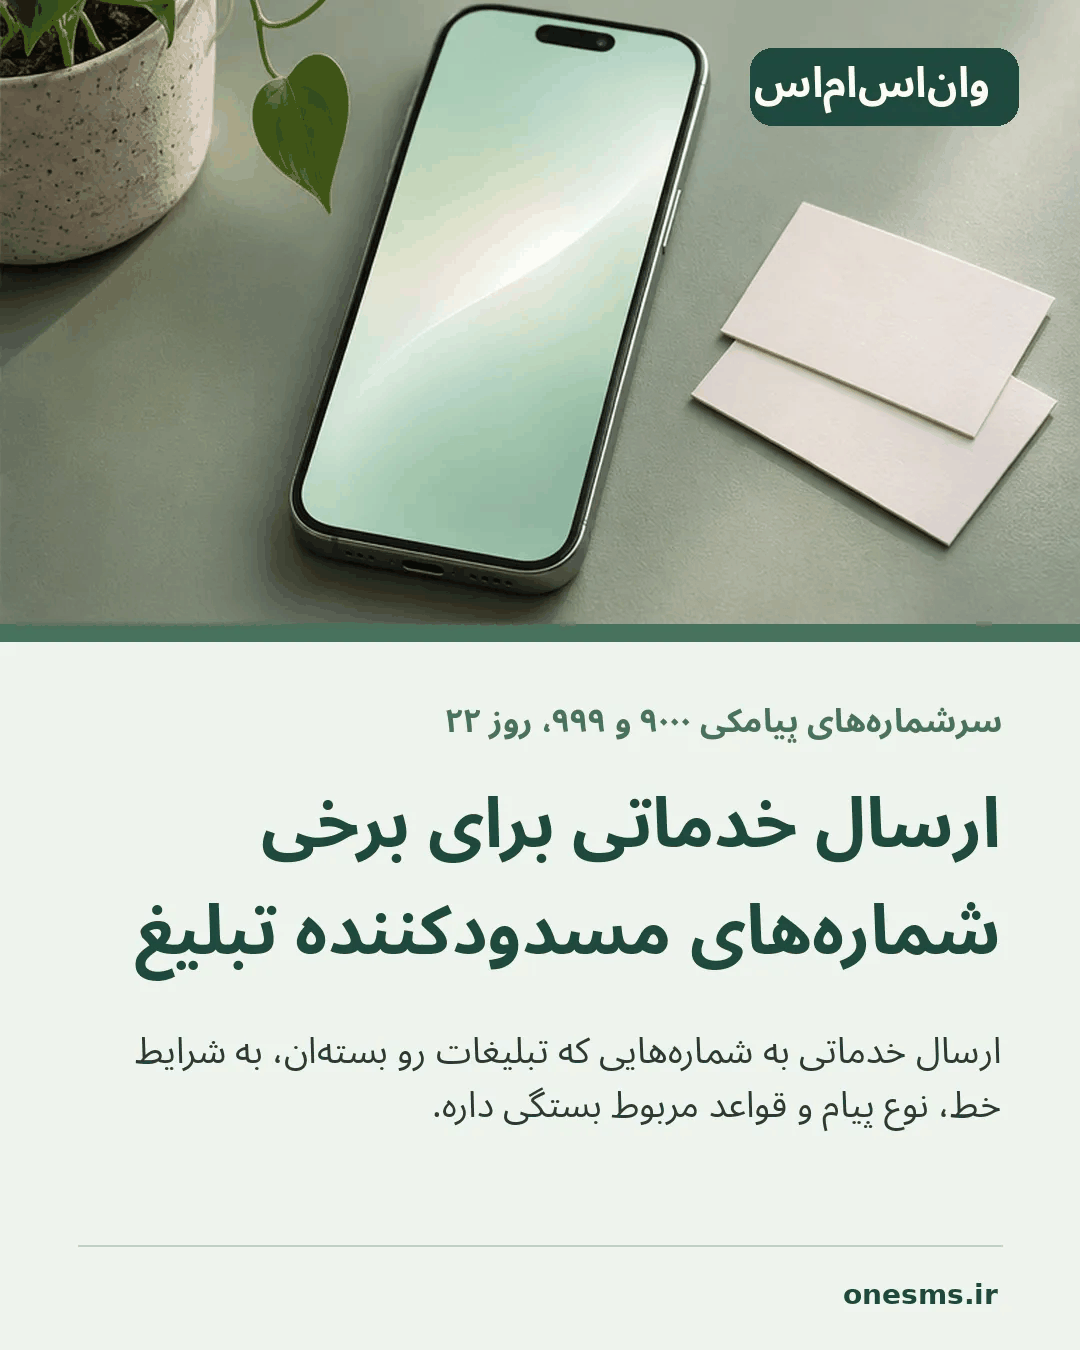 وان‌اس‌ام‌اس
سرشماره‌های پیامکی ۹۰۰۰ و ۹۹۹، روز ۲۲
ارسال خدماتی برای برخی
شماره‌های مسدودکننده تبلیغ
ارسال خدماتی به شماره‌هایی که تبلیغات رو بسته‌ان، به شرایط
خط، نوع پیام و قواعد مربوط بستگی داره.
onesms.ir